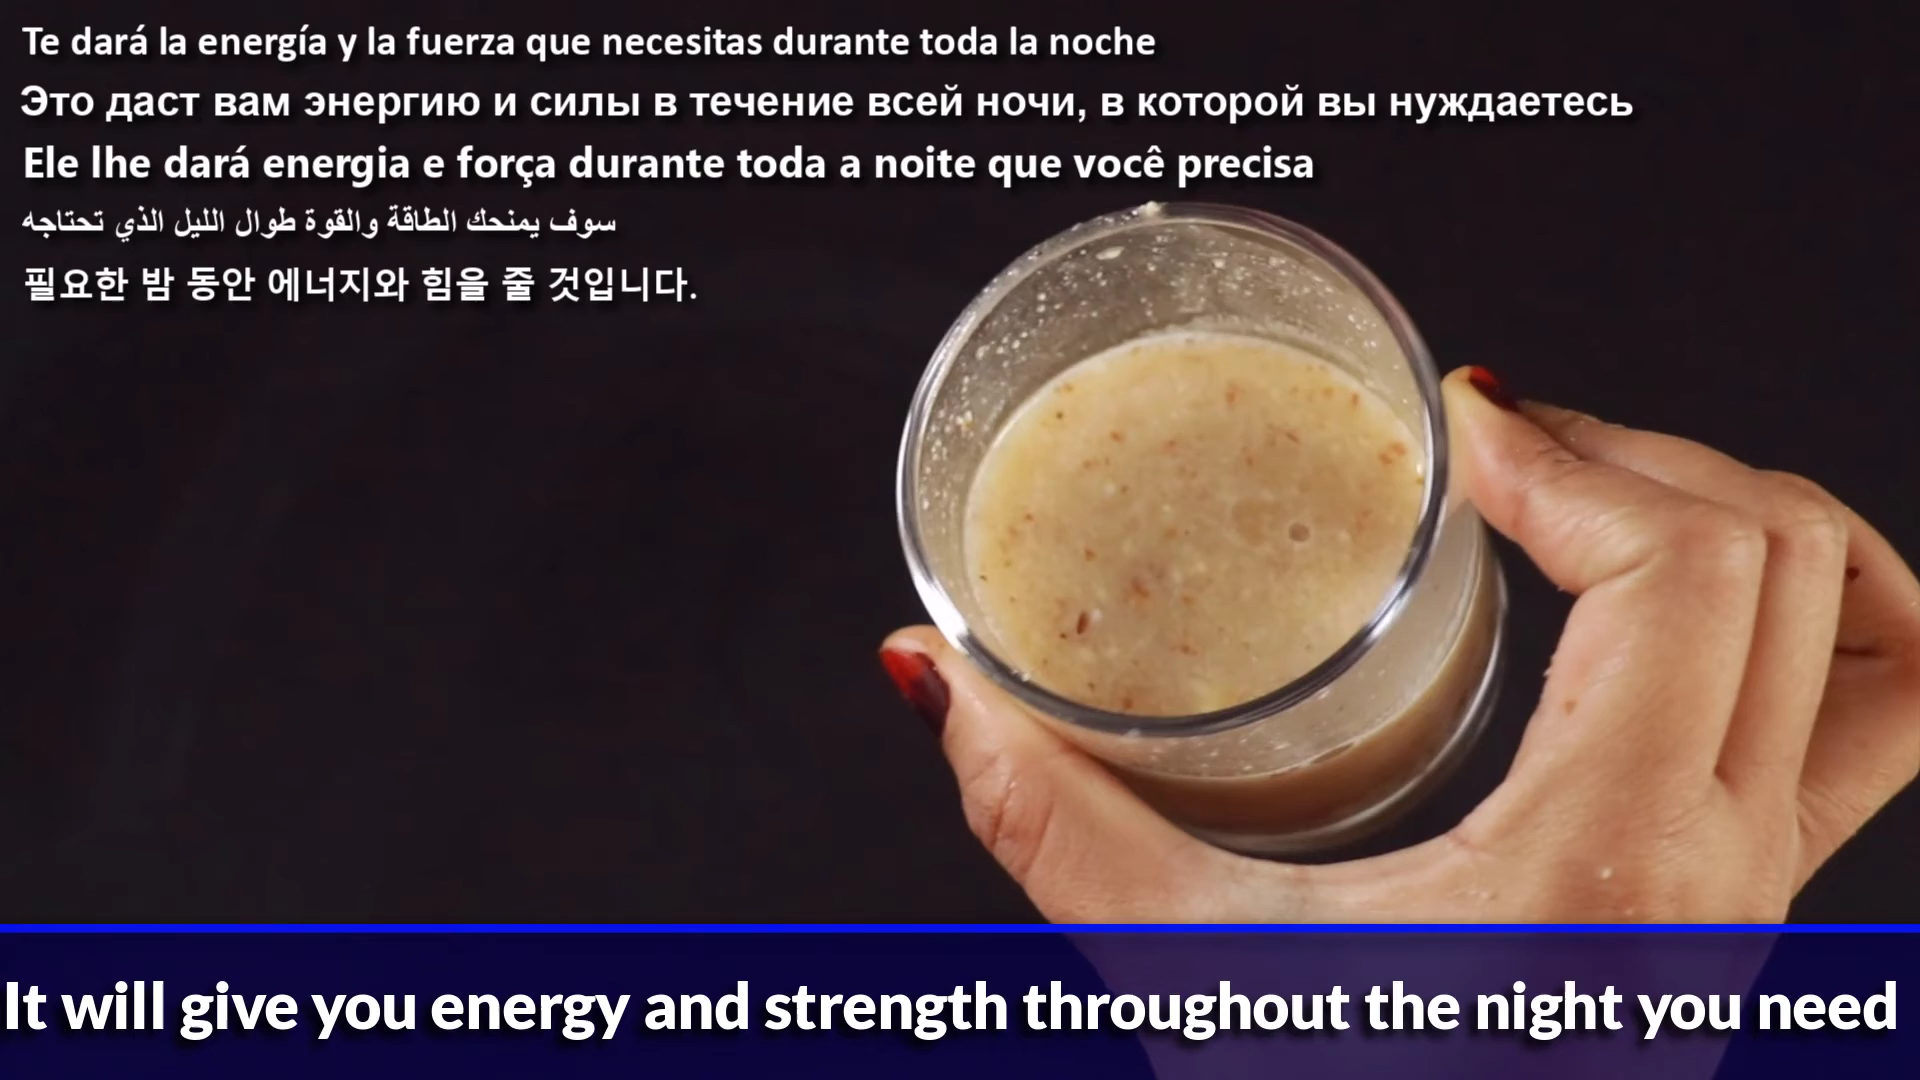 Te dará la energía y la fuerza que necesitas durante toda la noche
Это даст вам энергию и силы в течение всей ночи, в которой вы нуждаетесь
Ele lhe dará energia e força durante toda a noite que você precisa
سوف يمنحك الطاقة والقوة طوال الليل الذي تحتاجه
필요한 밤 동안 에너지와 힘을 줄 것입니다.
It will give you energy and strength throughout the night you need